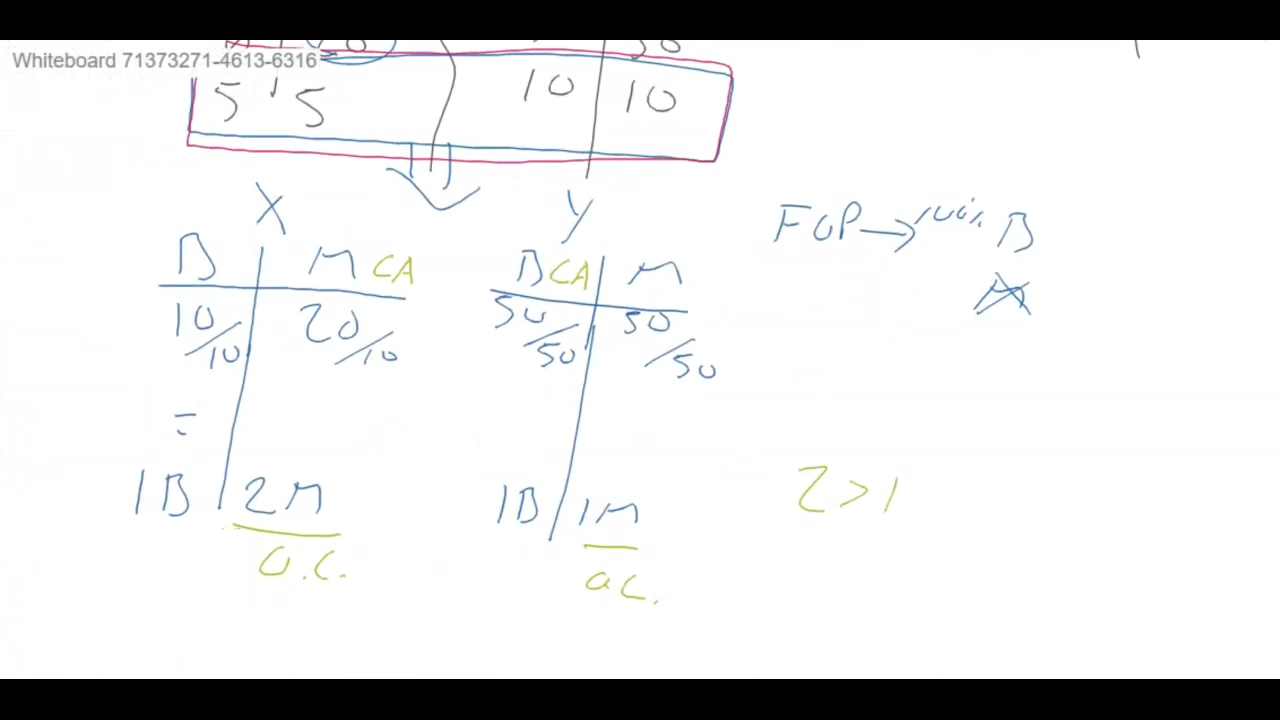 Whiteboard 71373271-4613-6316
5 5 10 10
X Y
FOP → 100% B
B M CA B CA M
M
10/10 20/10 50/50 50/50
=
1B 2M 1B 1M 2 > 1
O.C. O.C.